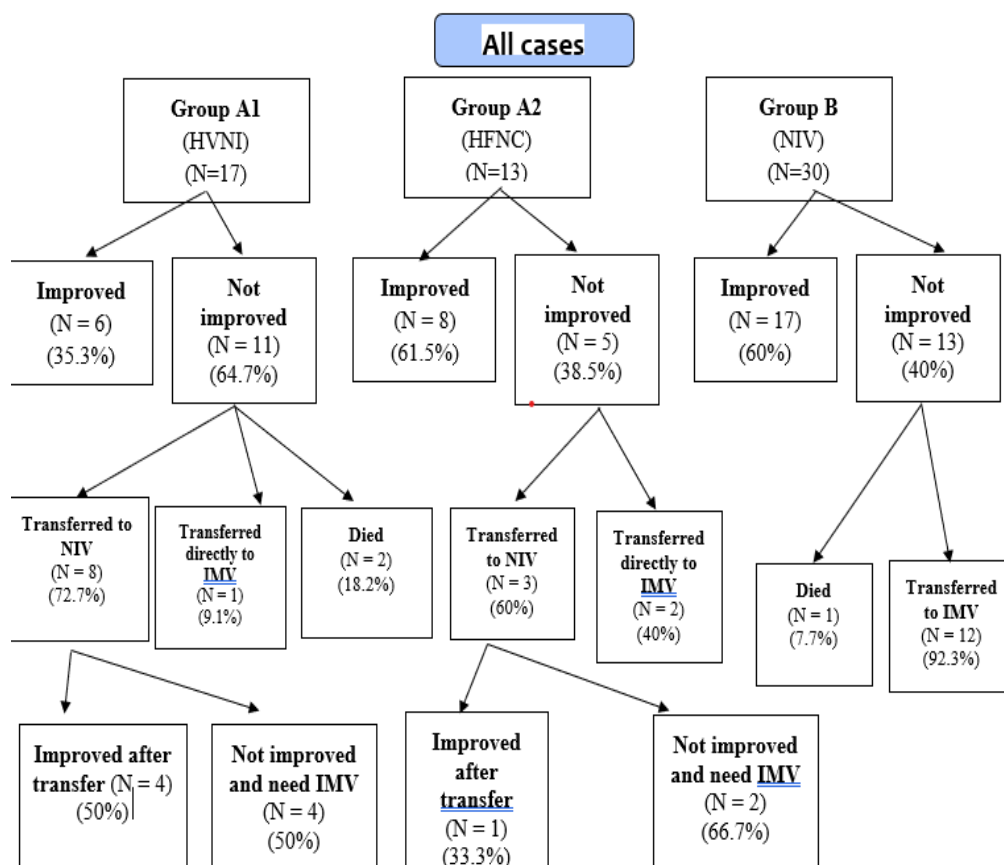 All cases
Group A1
(HVNI)
(N=17)
Group A2
(HFNC)
(N=13)
Group B
(NIV)
(N=30)
Improved
(N = 6)
(35.3%)
Not
improved
(N = 11)
(64.7%)
Improved
(N = 8)
(61.5%)
Not
improved
(N = 5)
(38.5%)
Improved
(N = 17)
(60%)
Not
improved
(N = 13)
(40%)
Transferred to
NIV
(N = 8)
(72.7%)
Transferred
directly to
IMV
(N = 1)
(9.1%)
Died
(N = 2)
(18.2%)
Transferred
to NIV
(N = 3)
(60%)
Transferred
directly to
IMV
(N = 2)
(40%)
Died
(N = 1)
(7.7%)
Transferred
to IMV
(N = 12)
(92.3%)
Improved after
transfer (N = 4)
(50%)
Not improved
and need IMV
(N = 4)
(50%)
Improved
after
transfer
(N = 1)
(33.3%)
Not improved
and need IMV
(N = 2)
(66.7%)